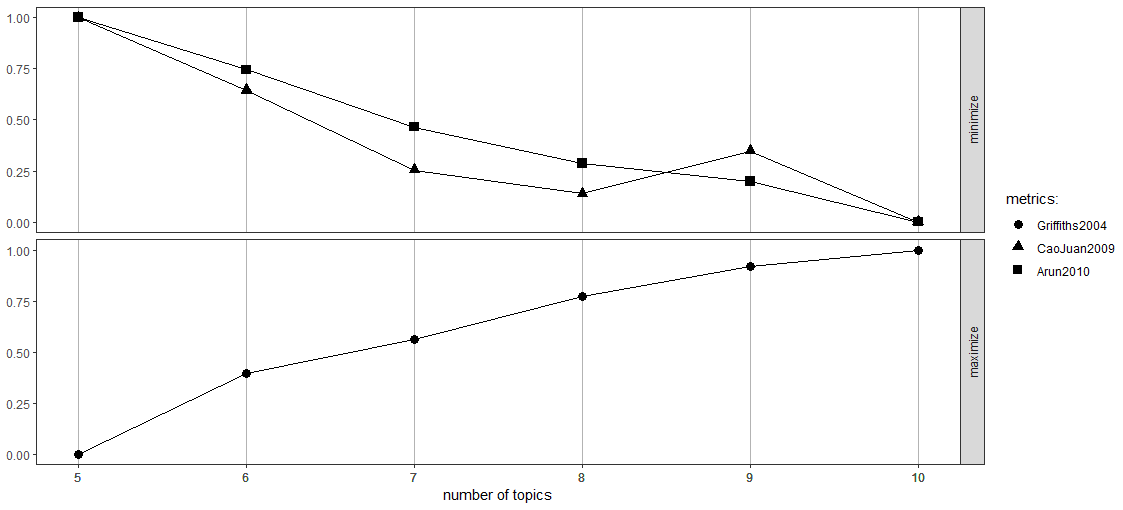 1.00
0.75
0.50
0.25
0.00
minimize
1.00
0.75
0.50
0.25
0.00
maximize
5 6 7 8 9 10
number of topics
metrics:
Griffiths2004
CaoJuan2009
Arun2010